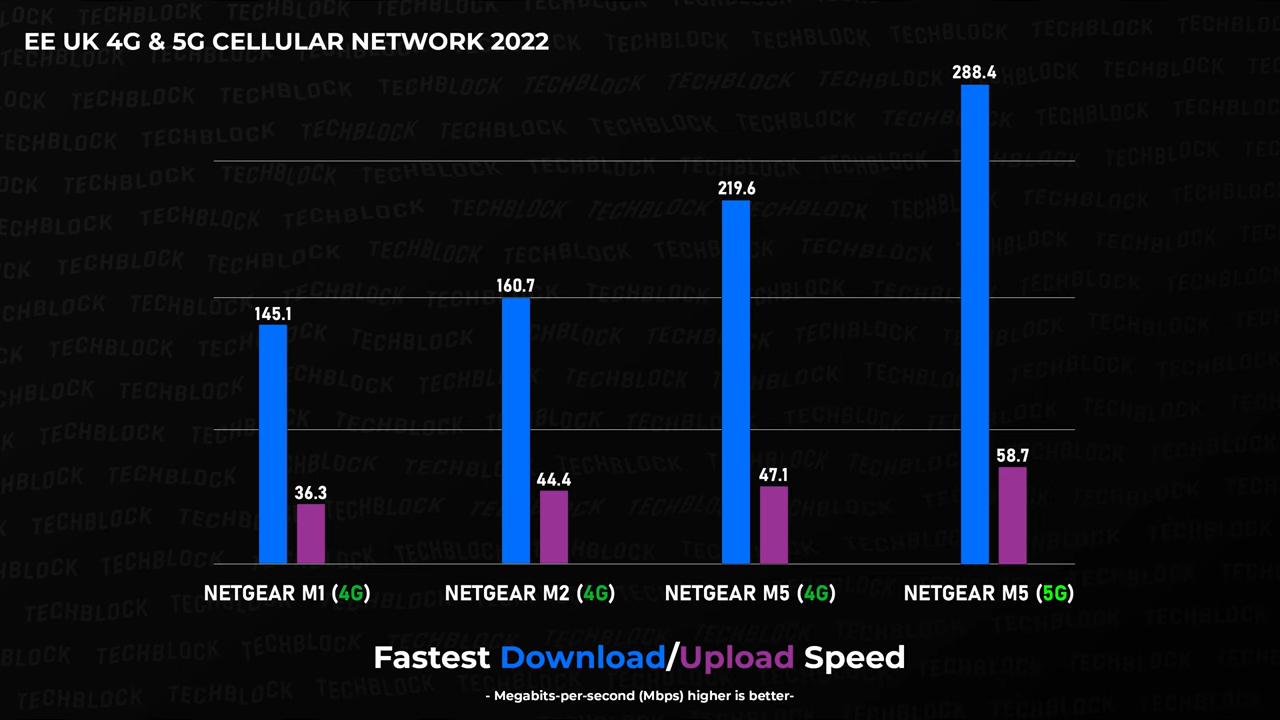 EE UK 4G & 5G CELLULAR NETWORK 2022
288.4
219.6
160.7
145.1
58.7
47.1
44.4
36.3
NETGEAR M1 (4G) NETGEAR M2 (4G) NETGEAR M5 (4G) NETGEAR M5 (5G)
Fastest Download/Upload Speed
- Megabits-per-second (Mbps) higher is better-
TECHBLOCK